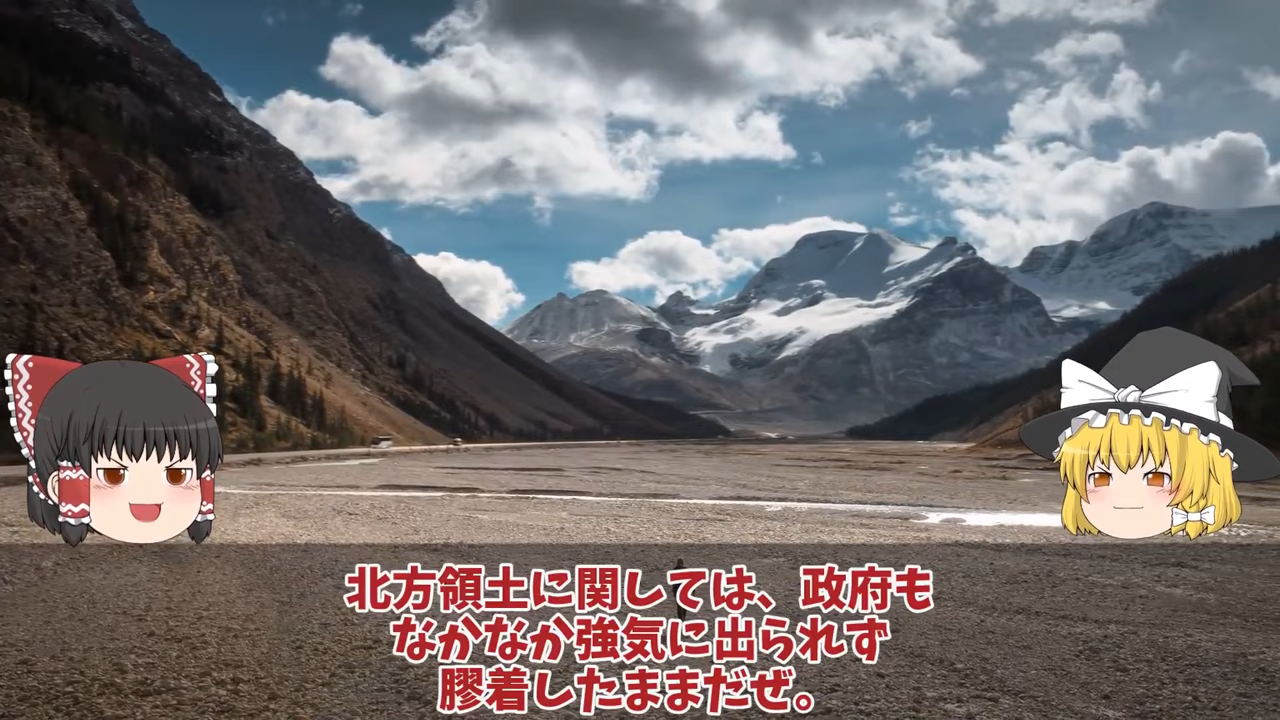 北方領土に関しては、政府も
なかなか強気に出られず
膠着したままだぜ。